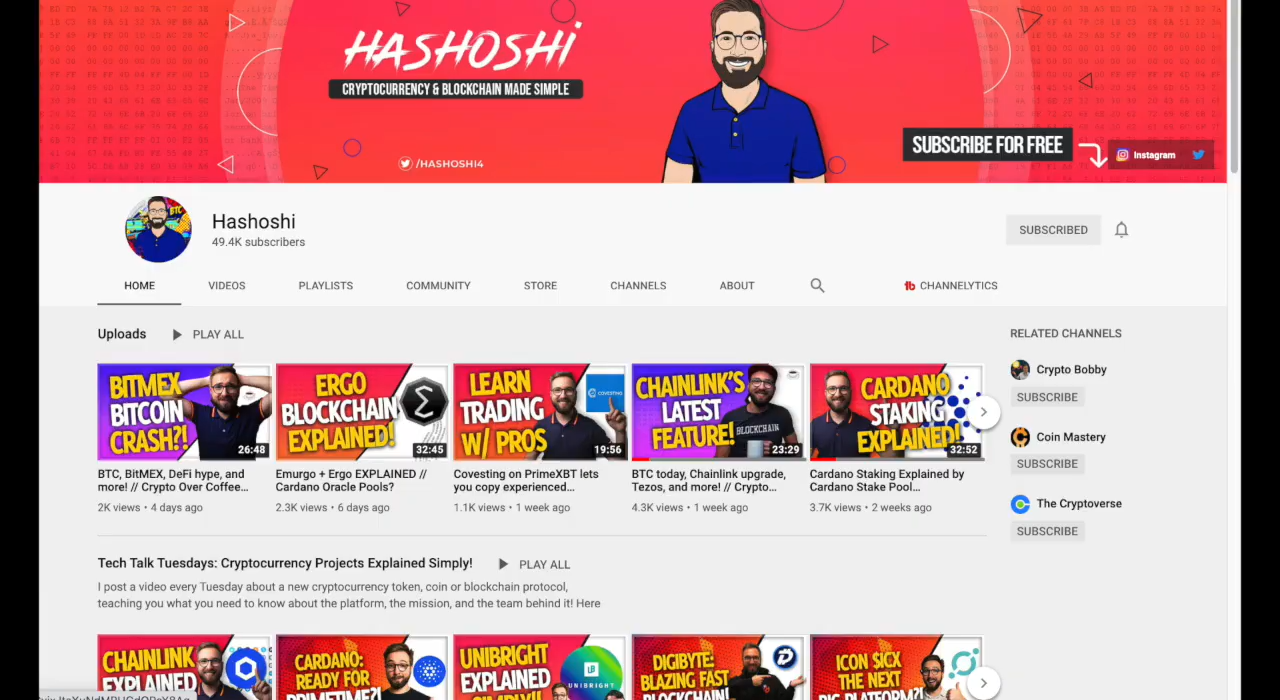 HASHOSHi
CRYPTOCURRENCY & BLOCKCHAIN MADE SIMPLE
/HASHOSHI4
SUBSCRIBE FOR FREE
Instagram
BTC
Hashoshi
49.4K subscribers
SUBSCRIBED
HOME VIDEOS PLAYLISTS COMMUNITY STORE CHANNELS ABOUT CHANNELYTICS
Uploads PLAY ALL
BITMEX
BITCOIN
CRASH?!
26:48
ERGO
BLOCKCHAIN
EXPLAINED!
32:45
LEARN
TRADING
W/ PROS
covesting
19:56
CHAINLINK'S
LATEST
FEATURE!
BLOCKCHAIN
23:29
CARDANO
STAKING
EXPLAINED!
32:52
BTC, BitMEX, DeFi hype, and
more! // Crypto Over Coffee...
2K views • 4 days ago
Emurgo + Ergo EXPLAINED //
Cardano Oracle Pools?
2.3K views • 6 days ago
Covesting on PrimeXBT lets
you copy experienced...
1.1K views • 1 week ago
BTC today, Chainlink upgrade,
Tezos, and more! // Crypto...
4.3K views • 1 week ago
Cardano Staking Explained by
Cardano Stake Pool...
3.7K views • 2 weeks ago
RELATED CHANNELS
Crypto Bobby
SUBSCRIBE
Coin Mastery
SUBSCRIBE
The Cryptoverse
SUBSCRIBE
Tech Talk Tuesdays: Cryptocurrency Projects Explained Simply! PLAY ALL
I post a video every Tuesday about a new cryptocurrency token, coin or blockchain protocol,
teaching you what you need to know about the platform, the mission, and the team behind it! Here
CHAINLINK
EXPLAINED
CARDANO:
READY FOR
PRIMETIME?!
UNIBRIGHT
EXPLAINED
SIMPLY!!
UNIBRIGHT
DIGIBYTE:
BLAZING FAST
BLOCKCHAIN!
ICON $ICX
THE NEXT
BIG PLATFORM?!